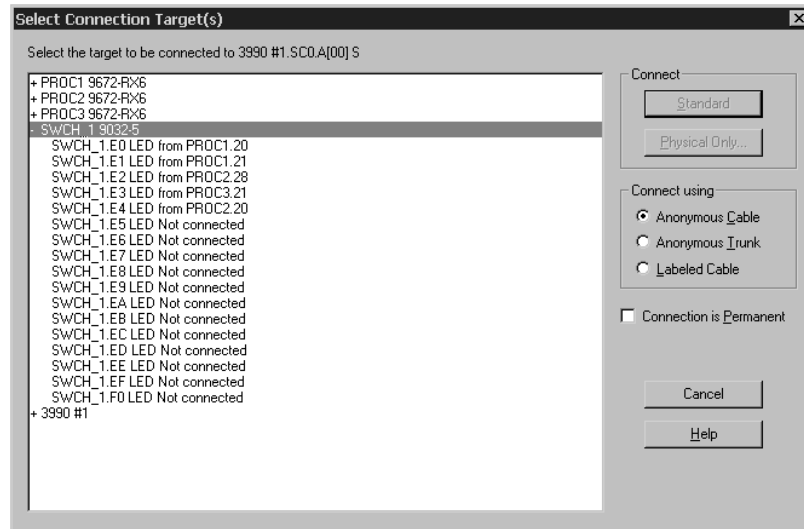 Select Connection Target(s)
Select the target to be connected to 3990 #1.SC0.A[00] S
+ PROC1 9672-RX6
+ PROC2 9672-RX6
+ PROC3 9672-RX6
- SWCH_1 9032-5
SWCH_1.E0 LED from PROC1.20
SWCH_1.E1 LED from PROC1.21
SWCH_1.E2 LED from PROC2.28
SWCH_1.E3 LED from PROC3.21
SWCH_1.E4 LED from PROC2.20
SWCH_1.E5 LED Not connected
SWCH_1.E6 LED Not connected
SWCH_1.E7 LED Not connected
SWCH_1.E8 LED Not connected
SWCH_1.E9 LED Not connected
SWCH_1.EA LED Not connected
SWCH_1.EB LED Not connected
SWCH_1.EC LED Not connected
SWCH_1.ED LED Not connected
SWCH_1.EE LED Not connected
SWCH_1.EF LED Not connected
SWCH_1.F0 LED Not connected
+ 3990 #1
Connect
Standard
Physical Only...
Connect using
Anonymous Cable
Anonymous Trunk
Labeled Cable
Connection is Permanent
Cancel
Help